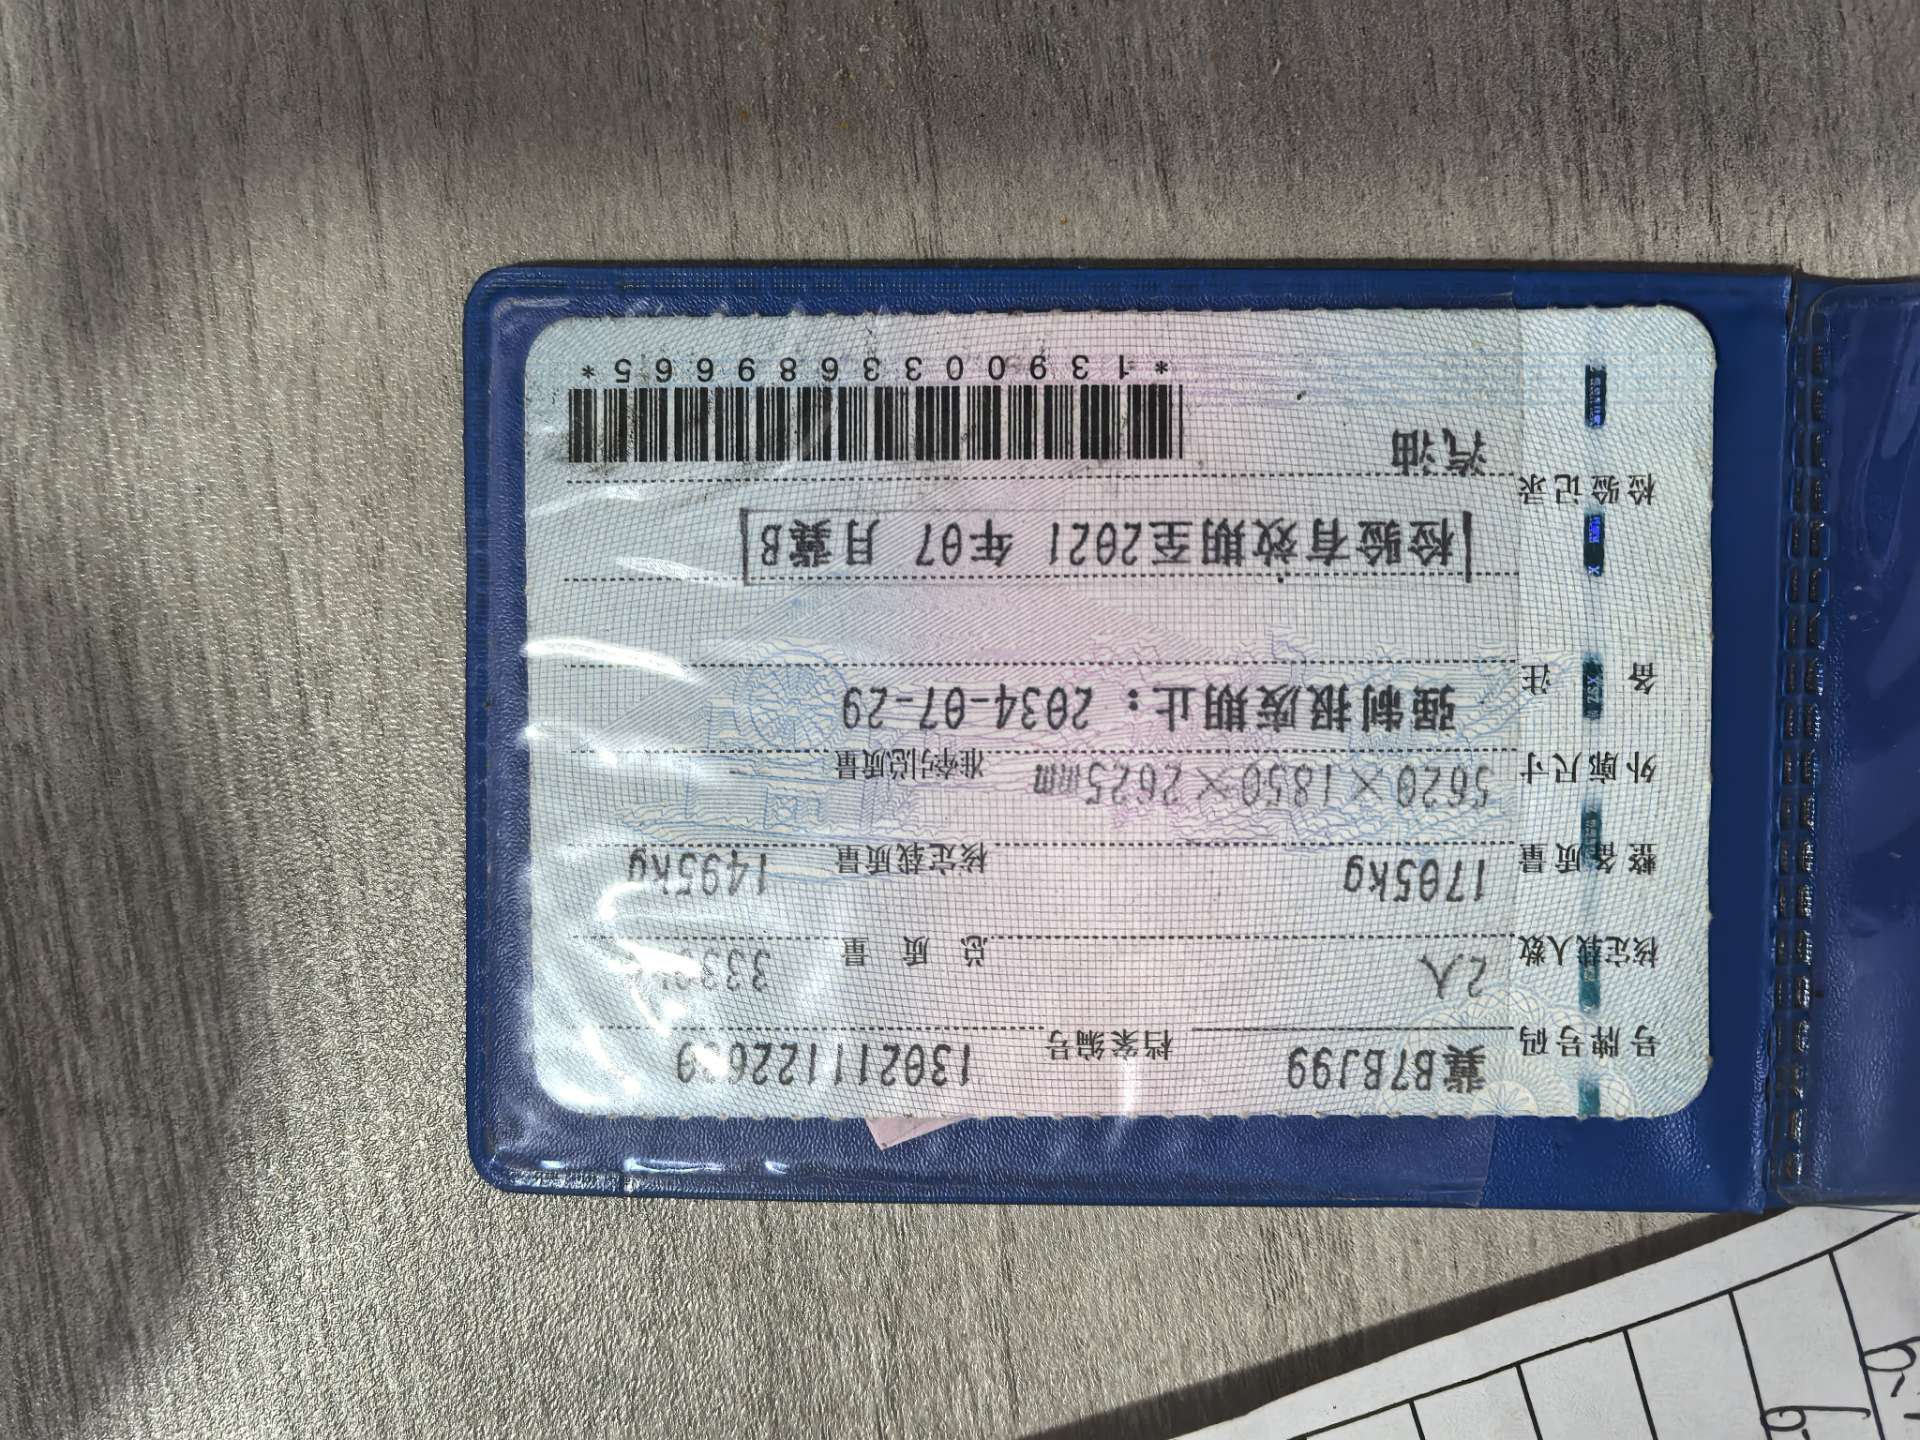 号牌号码 冀B7BJ99 档案编号
核定载人数 2人 总质量
整备质量 1705kg 核定载质量 1495kg
外廓尺寸 5620×1850×2625mm 准牵引总质量
备注 强制报废期止：2034-07-29
检验有效期至2021年07月冀B
检验记录
汽油
*1390033689665*